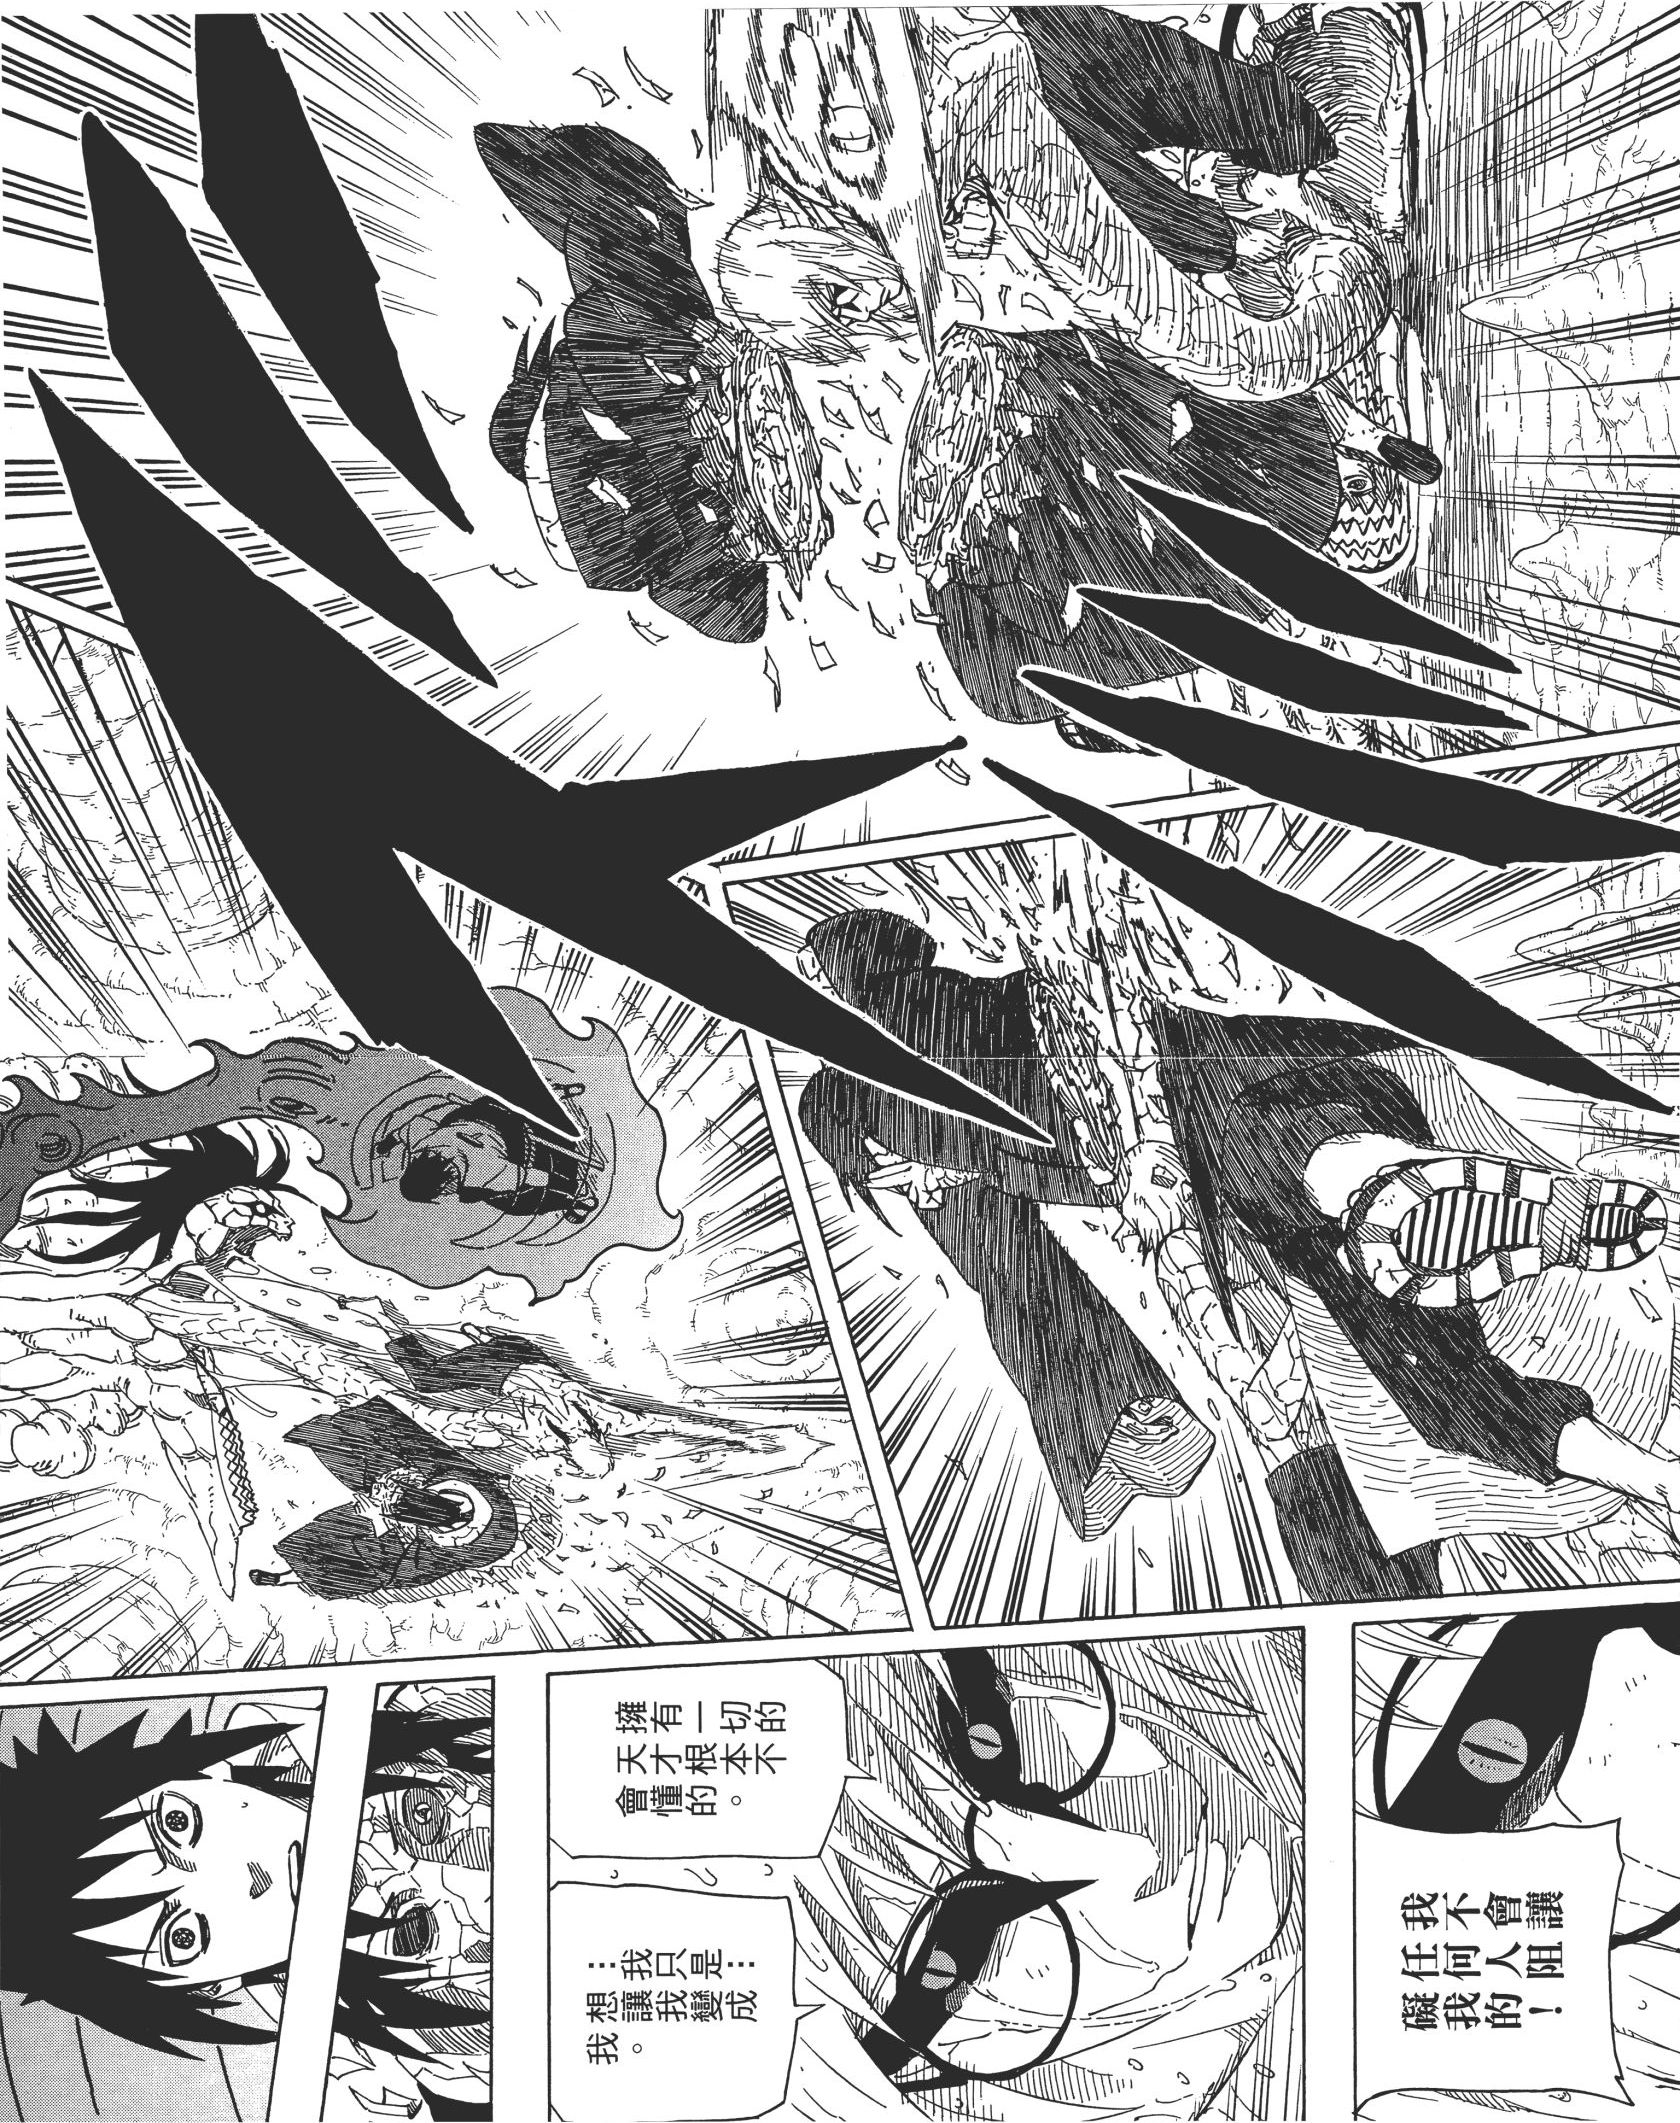 擁有一切的
天才根本不
會懂的。
…我只是…
想讓我變成
我。
我不會讓
任何人阻
礙我的！